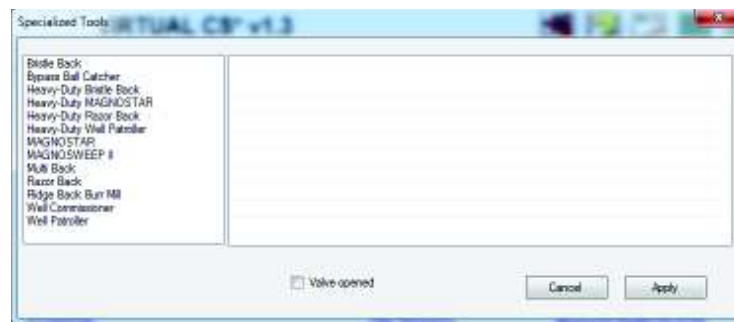 Specialized Tools
VIRTUAL CS® v1.3
Bristle Back
Bypass Ball Catcher
Heavy-Duty Bristle Back
Heavy-Duty MAGNOSTAR
Heavy-Duty Razor Back
Heavy-Duty Well Patroller
MAGNOSTAR
MAGNOSWEEP II
Multi Back
Razor Back
Ridge Back Burr Mill
Well Commissioner
Well Patroller
Valve opened
Cancel
Apply